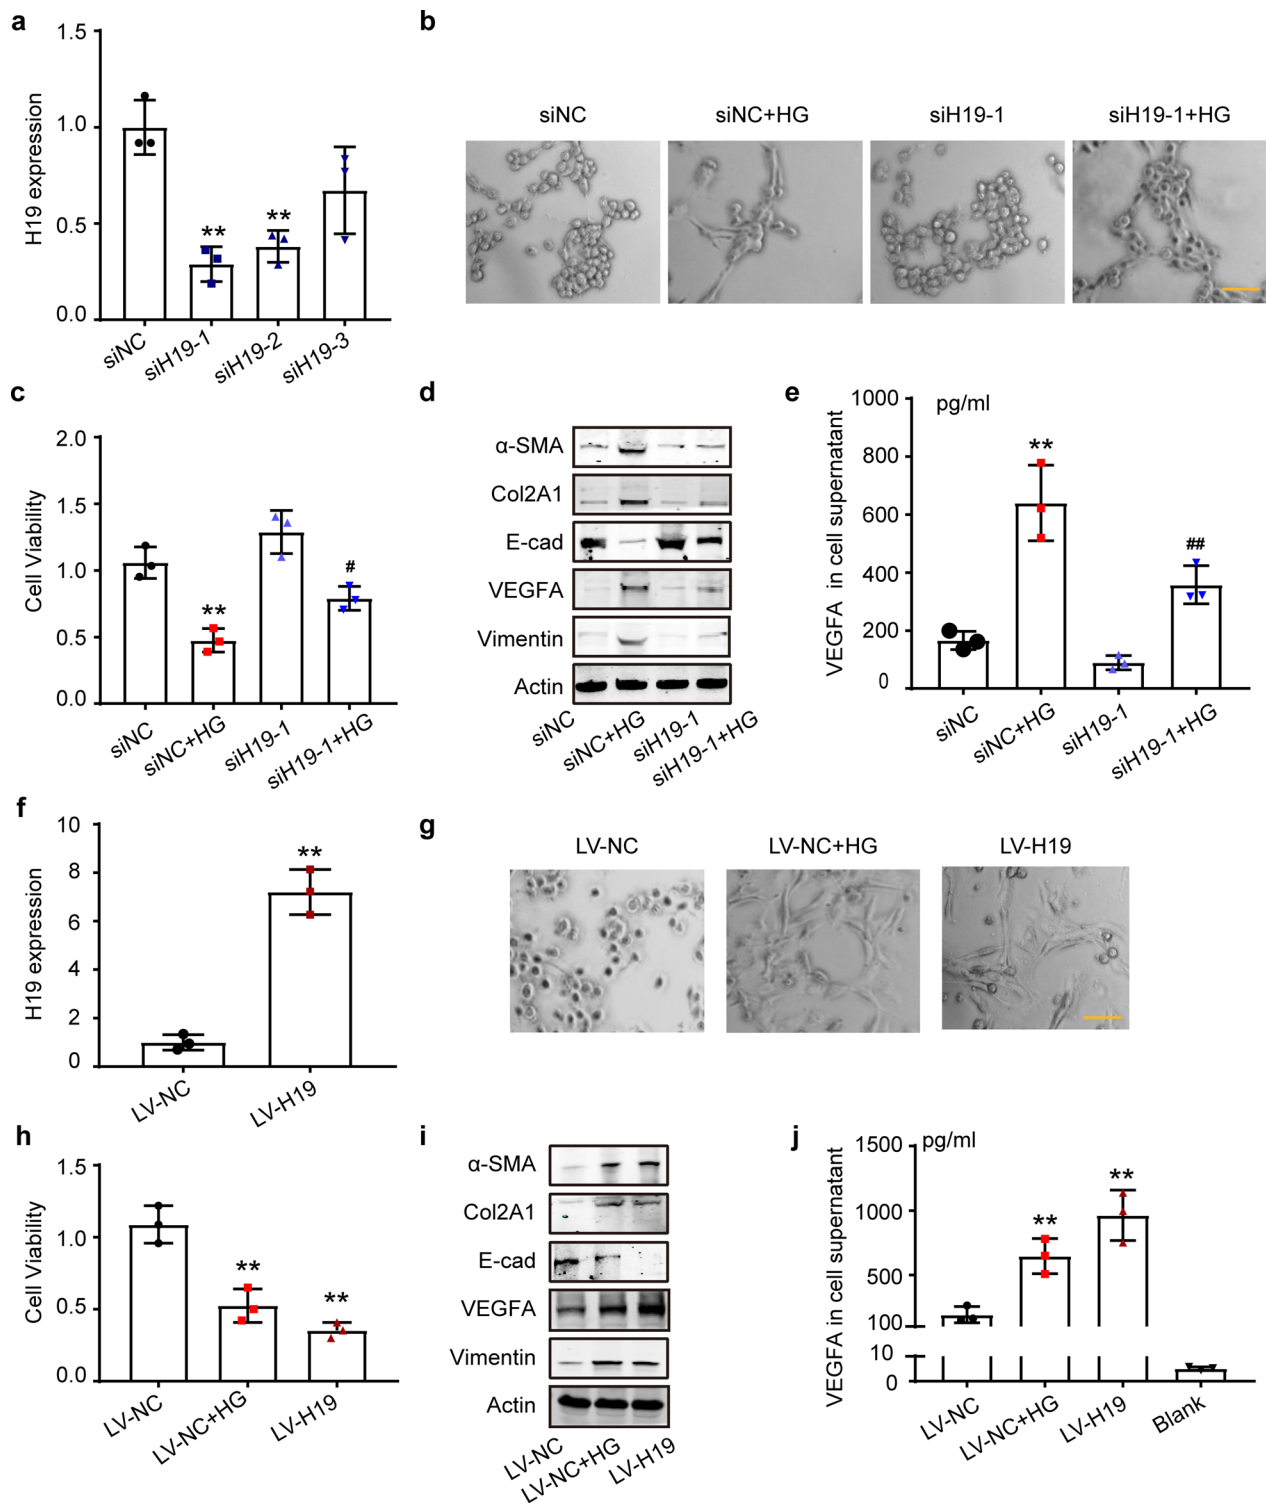 a
1.5
1.0
0.5
0.0
H19 expression
**
**
siNC
siH19-1
siH19-2
siH19-3
b
siNC
siNC+HG
siH19-1
siH19-1+HG
c
2.0
1.5
1.0
0.5
0.0
Cell Viability
**
#
siNC
siNC+HG
siH19-1
siH19-1+HG
d
α-SMA
Col2A1
E-cad
VEGFA
Vimentin
Actin
siNC
siNC+HG
siH19-1
siH19-1+HG
e
1000
800
600
400
200
0
VEGFA in cell supernatant
pg/ml
**
##
siNC
siNC+HG
siH19-1
siH19-1+HG
f
10
8
6
4
2
0
H19 expression
**
LV-NC
LV-H19
g
LV-NC
LV-NC+HG
LV-H19
h
1.5
1.0
0.5
0.0
Cell Viability
**
**
LV-NC
LV-NC+HG
LV-H19
i
α-SMA
Col2A1
E-cad
VEGFA
Vimentin
Actin
LV-NC
LV-NC+HG
LV-H19
j
1500
1000
500
100
10
0
VEGFA in cell supernatant
pg/ml
**
**
LV-NC
LV-NC+HG
LV-H19
Blank